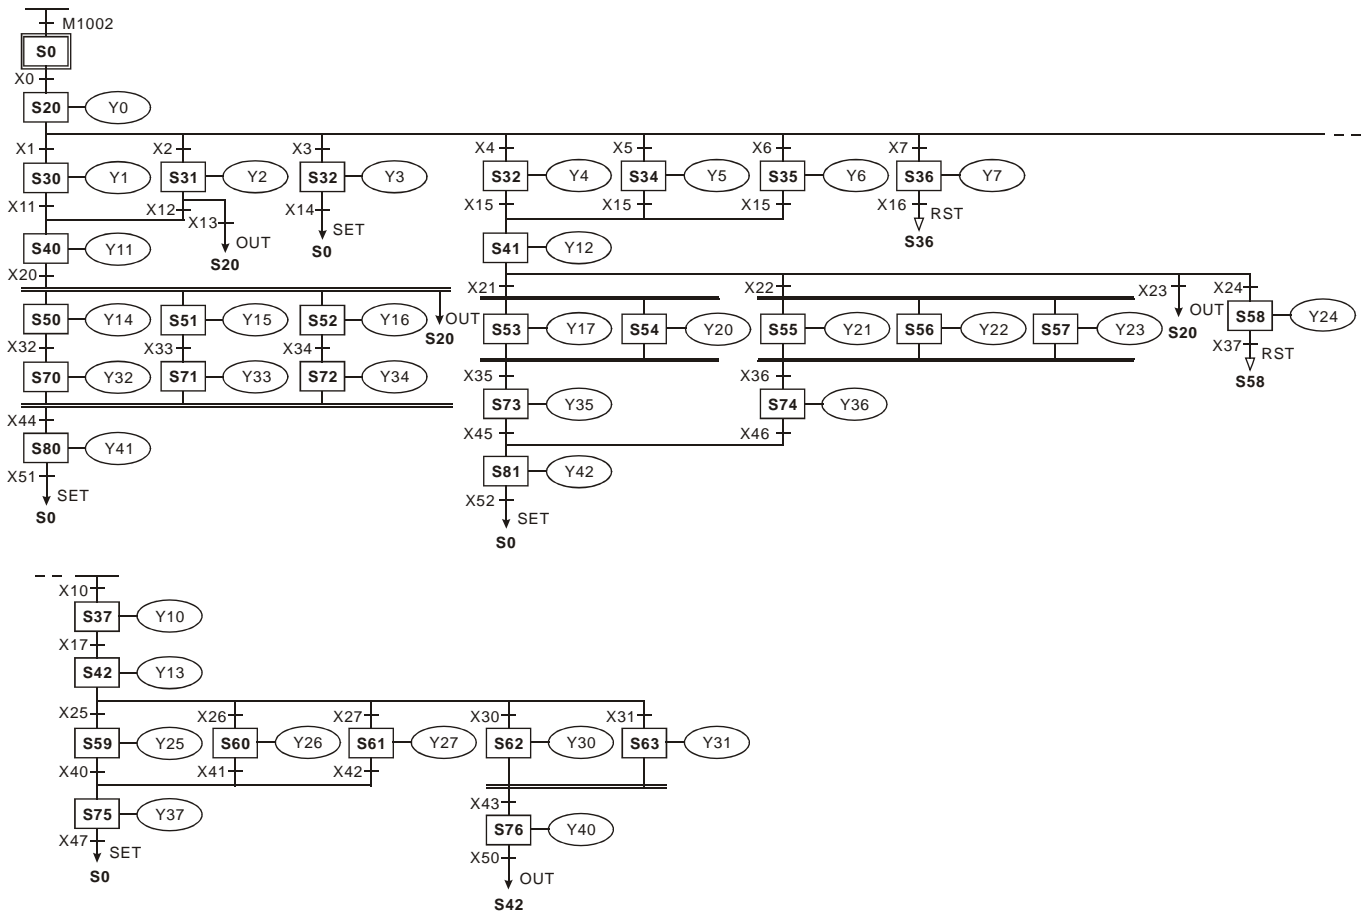 M1002
S0
X0
S20 Y0
X1 X2 X3 X4 X5 X6 X7
S30 Y1 S31 Y2 S32 Y3 S32 Y4 S34 Y5 S35 Y6 S36 Y7
X11 X12 X13 X14 X15 X15 X15 X16 RST
OUT SET
S20 S0 S36
S40 Y11 S41 Y12
X20 X21 X22 X23 X24
S50 Y14 S51 Y15 S52 Y16 OUT S53 Y17 S54 Y20 S55 Y21 S56 Y22 S57 Y23 OUT S58 Y24
S20 S20
X32 X33 X34 X37 RST
S70 Y32 S71 Y33 S72 Y34 X35 X36 S58
S73 Y35 S74 Y36
X44 X45 X46
S80 Y41 S81 Y42
X51 SET X52 SET
S0 S0
X10
S37 Y10
X17
S42 Y13
X25 X26 X27 X30 X31
S59 Y25 S60 Y26 S61 Y27 S62 Y30 S63 Y31
X40 X41 X42
X43
S75 Y37 S76 Y40
X47 SET X50 OUT
S0 S42